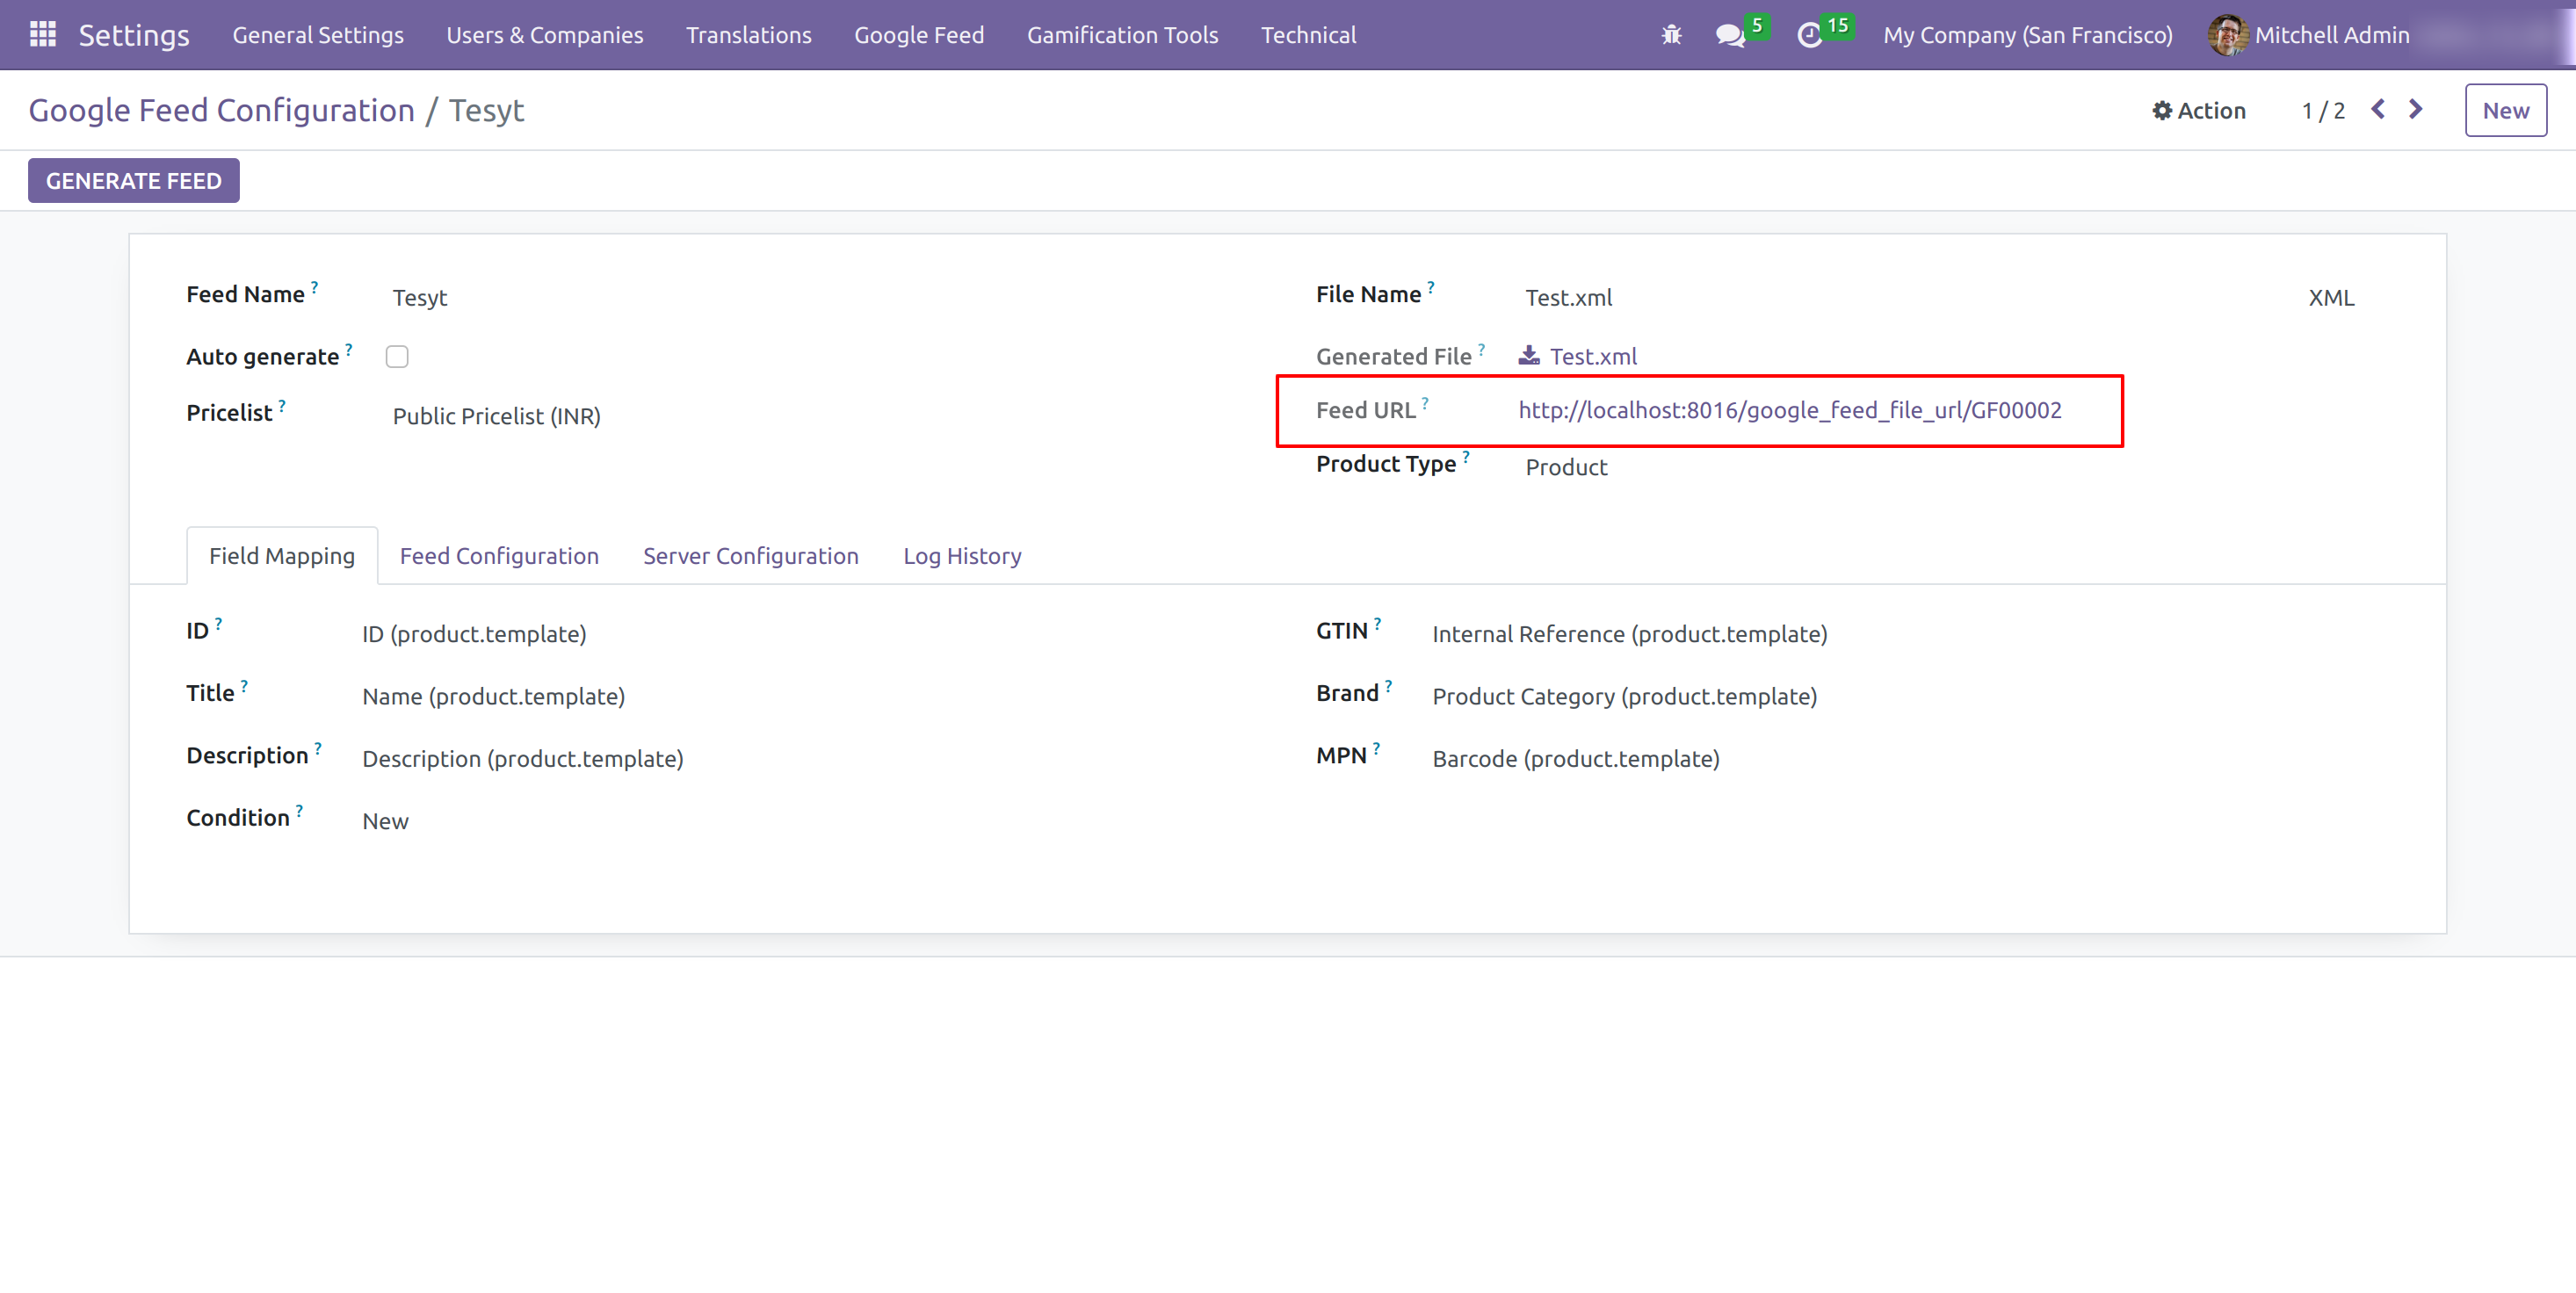 Settings General Settings Users & Companies Translations Google Feed Gamification Tools Technical 5 15 My Company (San Francisco) Mitchell Admin
Google Feed Configuration / Tesyt Action 1 / 2 New
GENERATE FEED
Feed Name ? Tesyt File Name ? Test.xml XML
Auto generate ? Generated File ? Test.xml
Pricelist ? Public Pricelist (INR) Feed URL ? http://localhost:8016/google_feed_file_url/GF00002
Product Type ? Product
Field Mapping Feed Configuration Server Configuration Log History
ID ? ID (product.template) GTIN ? Internal Reference (product.template)
Title ? Name (product.template) Brand ? Product Category (product.template)
Description ? Description (product.template) MPN ? Barcode (product.template)
Condition ? New